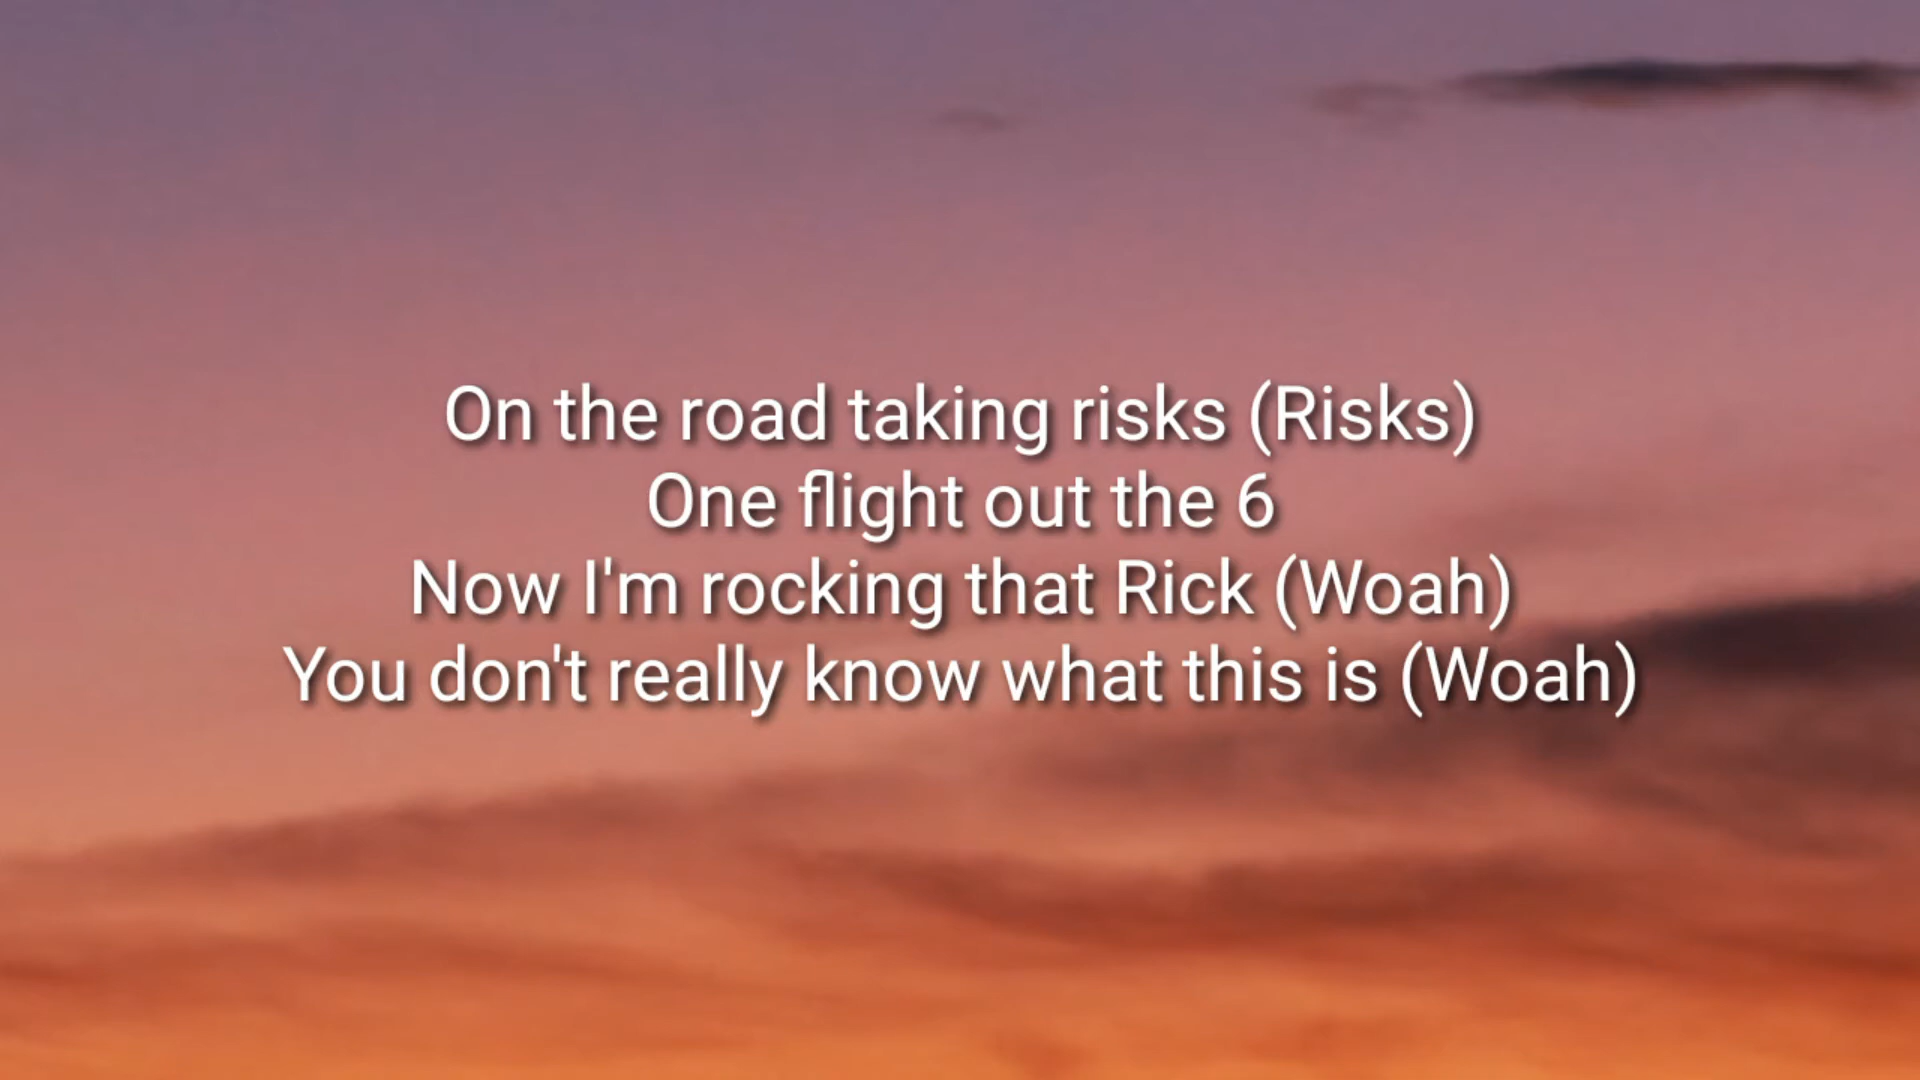 On the road taking risks (Risks)
One flight out the 6
Now I'm rocking that Rick (Woah)
You don't really know what this is (Woah)